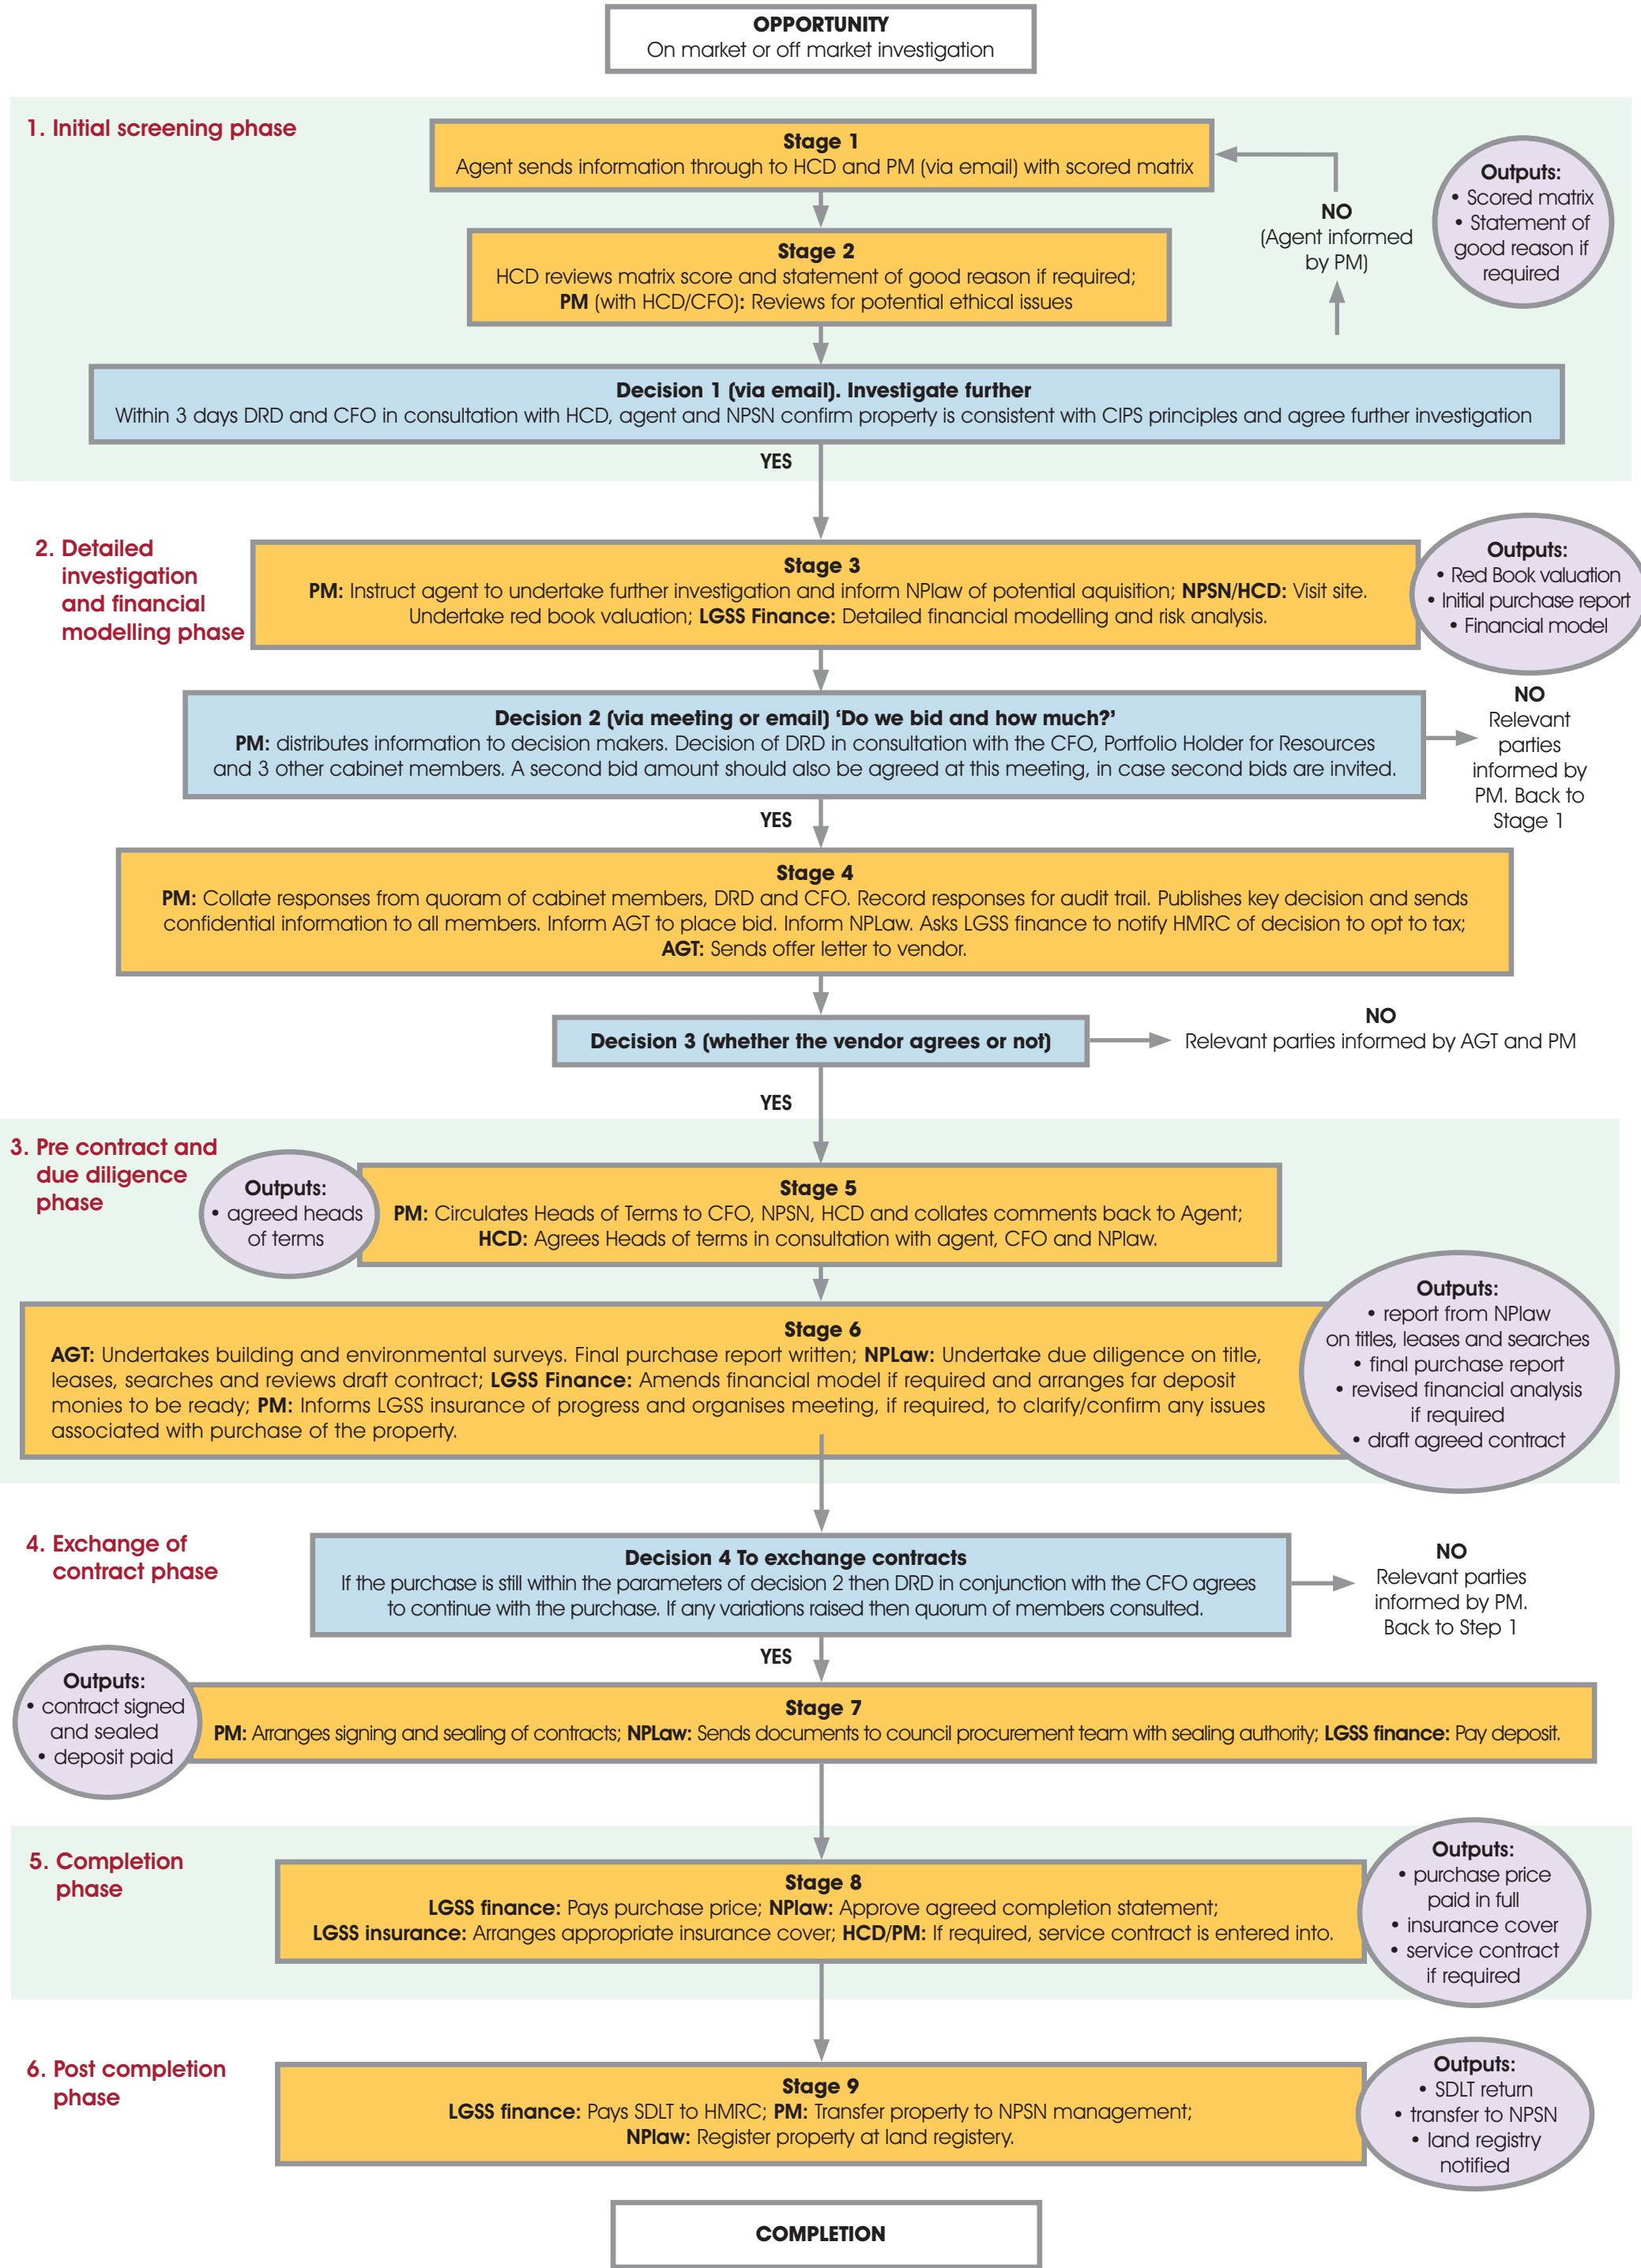 OPPORTUNITY
On market or off market investigation
1. Initial screening phase
Stage 1
Agent sends information through to HCD and PM (via email) with scored matrix
Outputs:
• Scored matrix
• Statement of
good reason if
required
NO
(Agent informed
by PM)
Stage 2
HCD reviews matrix score and statement of good reason if required;
PM (with HCD/CFO): Reviews for potential ethical issues
Decision 1 (via email). Investigate further
Within 3 days DRD and CFO in consultation with HCD, agent and NPSN confirm property is consistent with CIPS principles and agree further investigation
YES
2. Detailed
investigation
and financial
modelling phase
Stage 3
PM: Instruct agent to undertake further investigation and inform NPlaw of potential aquisition; NPSN/HCD: Visit site.
Undertake red book valuation; LGSS Finance: Detailed financial modelling and risk analysis.
Outputs:
• Red Book valuation
• Initial purchase report
• Financial model
Decision 2 (via meeting or email) ‘Do we bid and how much?’
PM: distributes information to decision makers. Decision of DRD in consultation with the CFO, Portfolio Holder for Resources
and 3 other cabinet members. A second bid amount should also be agreed at this meeting, in case second bids are invited.
NO
Relevant
parties
informed by
PM. Back to
Stage 1
YES
Stage 4
PM: Collate responses from quoram of cabinet members, DRD and CFO. Record responses for audit trail. Publishes key decision and sends
confidential information to all members. Inform AGT to place bid. Inform NPLaw. Asks LGSS finance to notify HMRC of decision to opt to tax;
AGT: Sends offer letter to vendor.
Decision 3 (whether the vendor agrees or not)
NO
Relevant parties informed by AGT and PM
YES
3. Pre contract and
due diligence
phase
Outputs:
• agreed heads
of terms
Stage 5
PM: Circulates Heads of Terms to CFO, NPSN, HCD and collates comments back to Agent;
HCD: Agrees Heads of terms in consultation with agent, CFO and NPlaw.
Stage 6
AGT: Undertakes building and environmental surveys. Final purchase report written; NPLaw: Undertake due diligence on title,
leases, searches and reviews draft contract; LGSS Finance: Amends financial model if required and arranges far deposit
monies to be ready; PM: Informs LGSS insurance of progress and organises meeting, if required, to clarify/confirm any issues
associated with purchase of the property.
Outputs:
• report from NPlaw
on titles, leases and searches
• final purchase report
• revised financial analysis
if required
• draft agreed contract
4. Exchange of
contract phase
Decision 4 To exchange contracts
If the purchase is still within the parameters of decision 2 then DRD in conjunction with the CFO agrees
to continue with the purchase. If any variations raised then quorum of members consulted.
NO
Relevant parties
informed by PM.
Back to Step 1
YES
Outputs:
• contract signed
and sealed
• deposit paid
Stage 7
PM: Arranges signing and sealing of contracts; NPLaw: Sends documents to council procurement team with sealing authority; LGSS finance: Pay deposit.
5. Completion
phase
Stage 8
LGSS finance: Pays purchase price; NPlaw: Approve agreed completion statement;
LGSS insurance: Arranges appropriate insurance cover; HCD/PM: If required, service contract is entered into.
Outputs:
• purchase price
paid in full
• insurance cover
• service contract
if required
6. Post completion
phase
Stage 9
LGSS finance: Pays SDLT to HMRC; PM: Transfer property to NPSN management;
NPlaw: Register property at land registery.
Outputs:
• SDLT return
• transfer to NPSN
• land registry
notified
COMPLETION